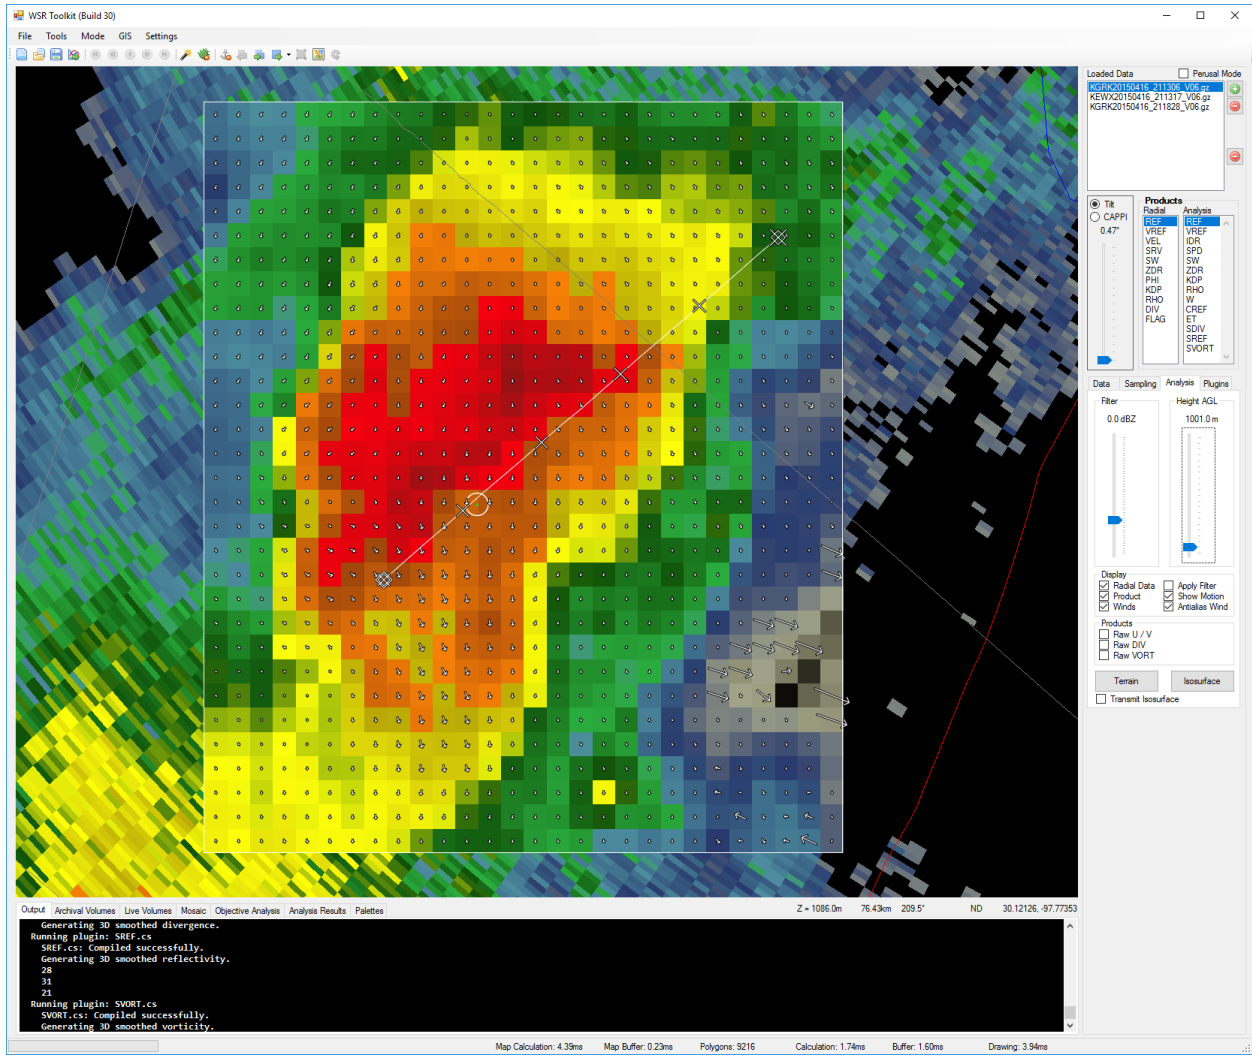 WSR Toolkit (Build 30)
File Tools Mode GIS Settings
Loaded Data Perusal Mode
KGRK20150416_211306_V06.gz
KEWX20150416_211317_V06.gz
KGRK20150416_211828_V06.gz
Tilt
CAPPI
0.47°
Products
Radial Analysis
REF REF
VREF VREF
VEL IDR
SRV SPD
SW SW
ZDR ZDR
PHI KDP
KDP RHO
RHO W
DIV CREF
FLAG ET
SDIV
SREF
SVORT
Data Sampling Analysis Plugins
Filter Height AGL
0.0 dBZ 1001.0 m
Display
Radial Data Apply Filter
Product Show Motion
Winds Antialias Wind
Products
Raw U / V
Raw DIV
Raw VORT
Terrain Isosurface
Transmit Isosurface
Output Archival Volumes Live Volumes Mosaic Objective Analysis Analysis Results Palettes
Z = 1086.0m 76.43km 209.5° ND 30.12126, -97.77353
Generating 3D smoothed divergence.
Running plugin: SREF.cs
SREF.cs: Compiled successfully.
Generating 3D smoothed reflectivity.
28
31
21
Running plugin: SVORT.cs
SVORT.cs: Compiled successfully.
Generating 3D smoothed vorticity.
Map Calculation: 4.39ms Map Buffer: 0.23ms Polygons: 9216 Calculation: 1.74ms Buffer: 1.60ms Drawing: 3.94ms